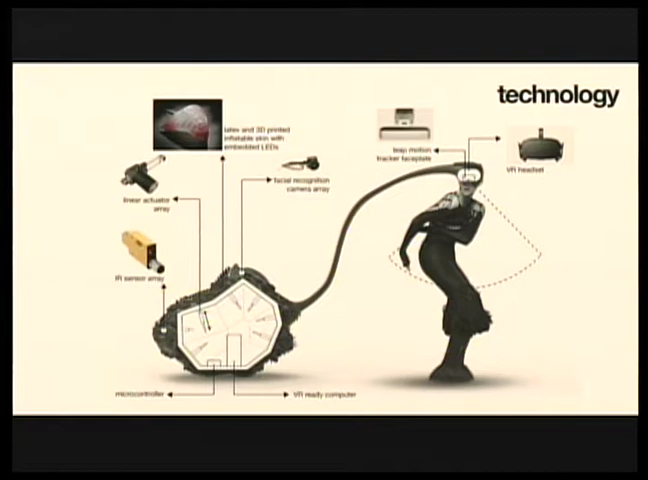 technology
latex and 3D printed
inflatable skin with
embedded LEDs
leap motion
tracker faceplate
VR headset
facial recognition
camera array
linear actuator
array
IR sensor array
microcontroller
VR ready computer